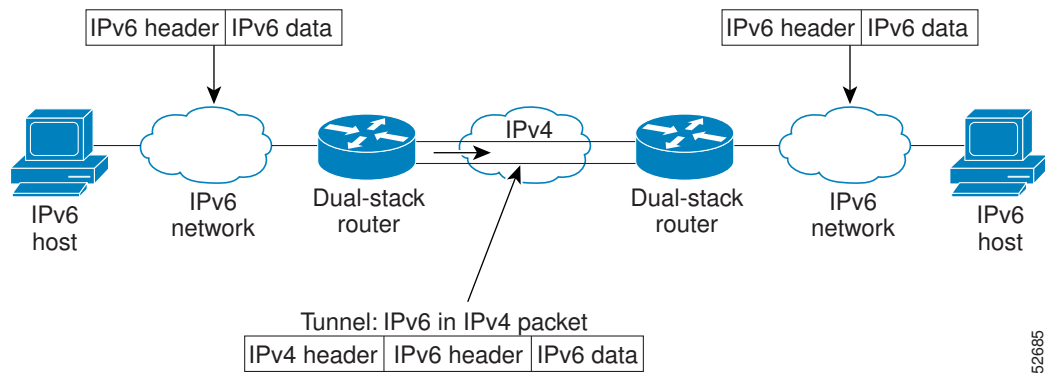 IPv6 header IPv6 data
IPv6 header IPv6 data
IPv4
IPv6
host
IPv6
network
Dual-stack
router
Dual-stack
router
IPv6
network
IPv6
host
Tunnel: IPv6 in IPv4 packet
IPv4 header IPv6 header IPv6 data
52685